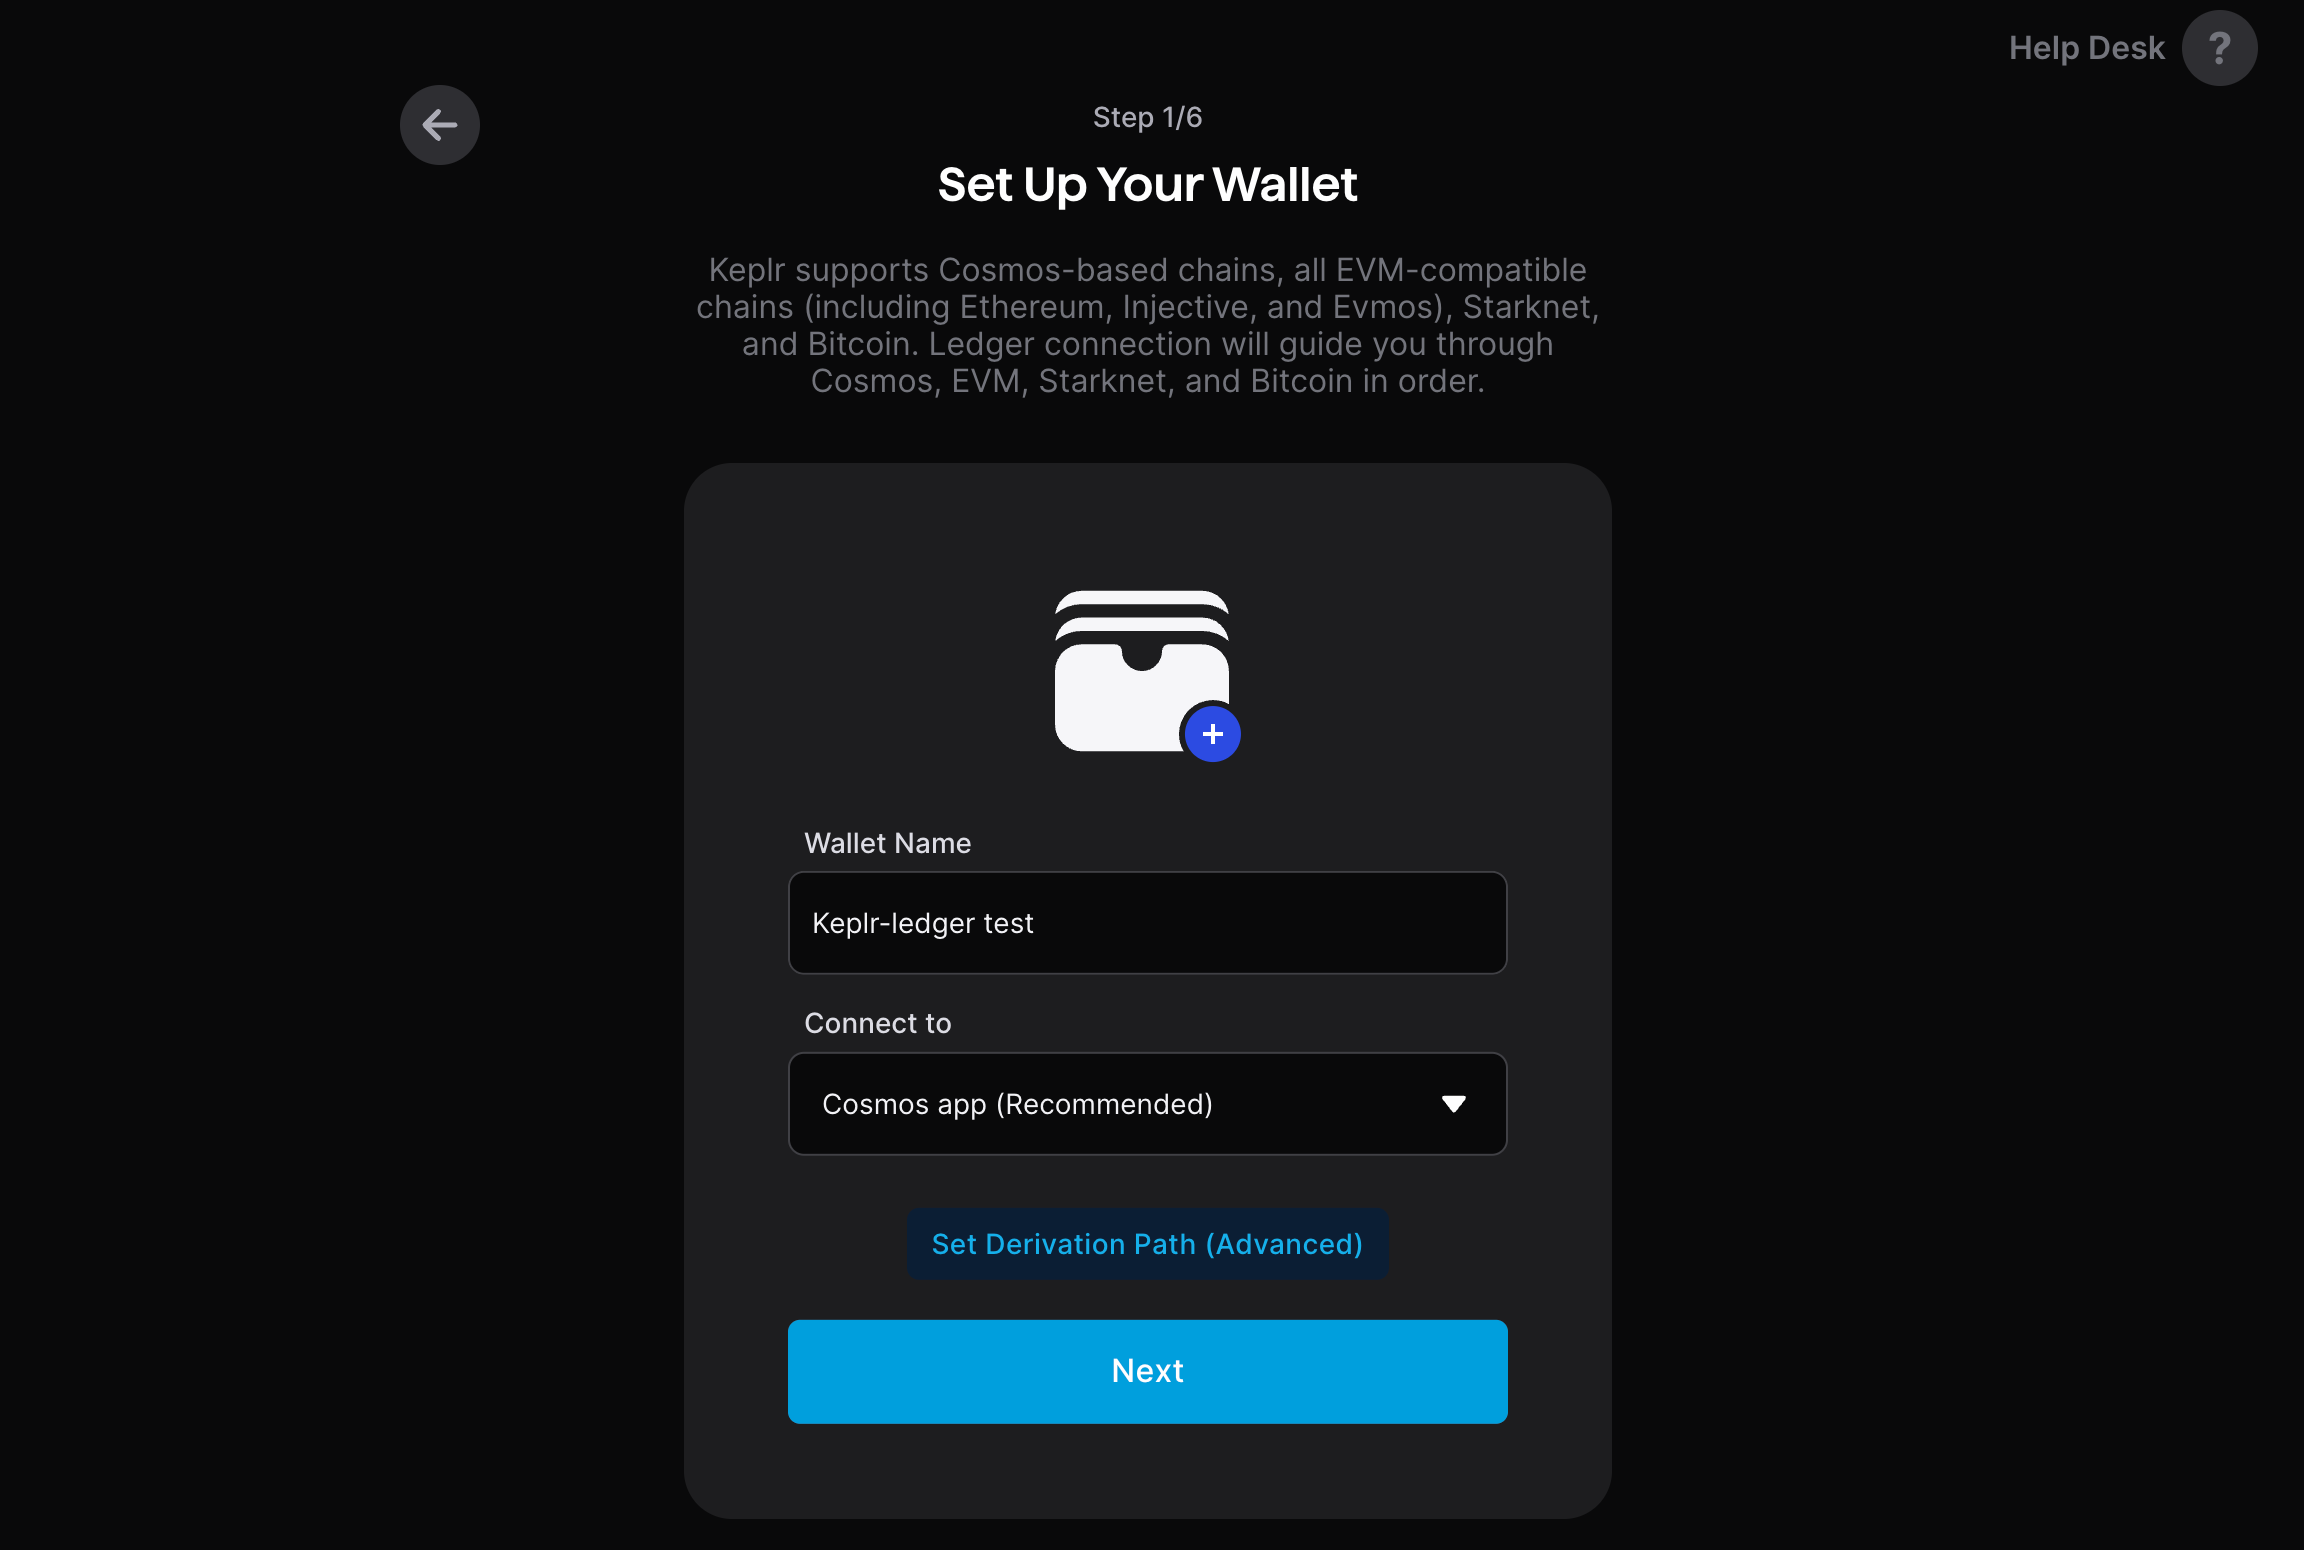 Help Desk ?
Step 1/6
Set Up Your Wallet
Keplr supports Cosmos-based chains, all EVM-compatible
chains (including Ethereum, Injective, and Evmos), Starknet,
and Bitcoin. Ledger connection will guide you through
Cosmos, EVM, Starknet, and Bitcoin in order.
Wallet Name
Keplr-ledger test
Connect to
Cosmos app (Recommended)
Set Derivation Path (Advanced)
Next